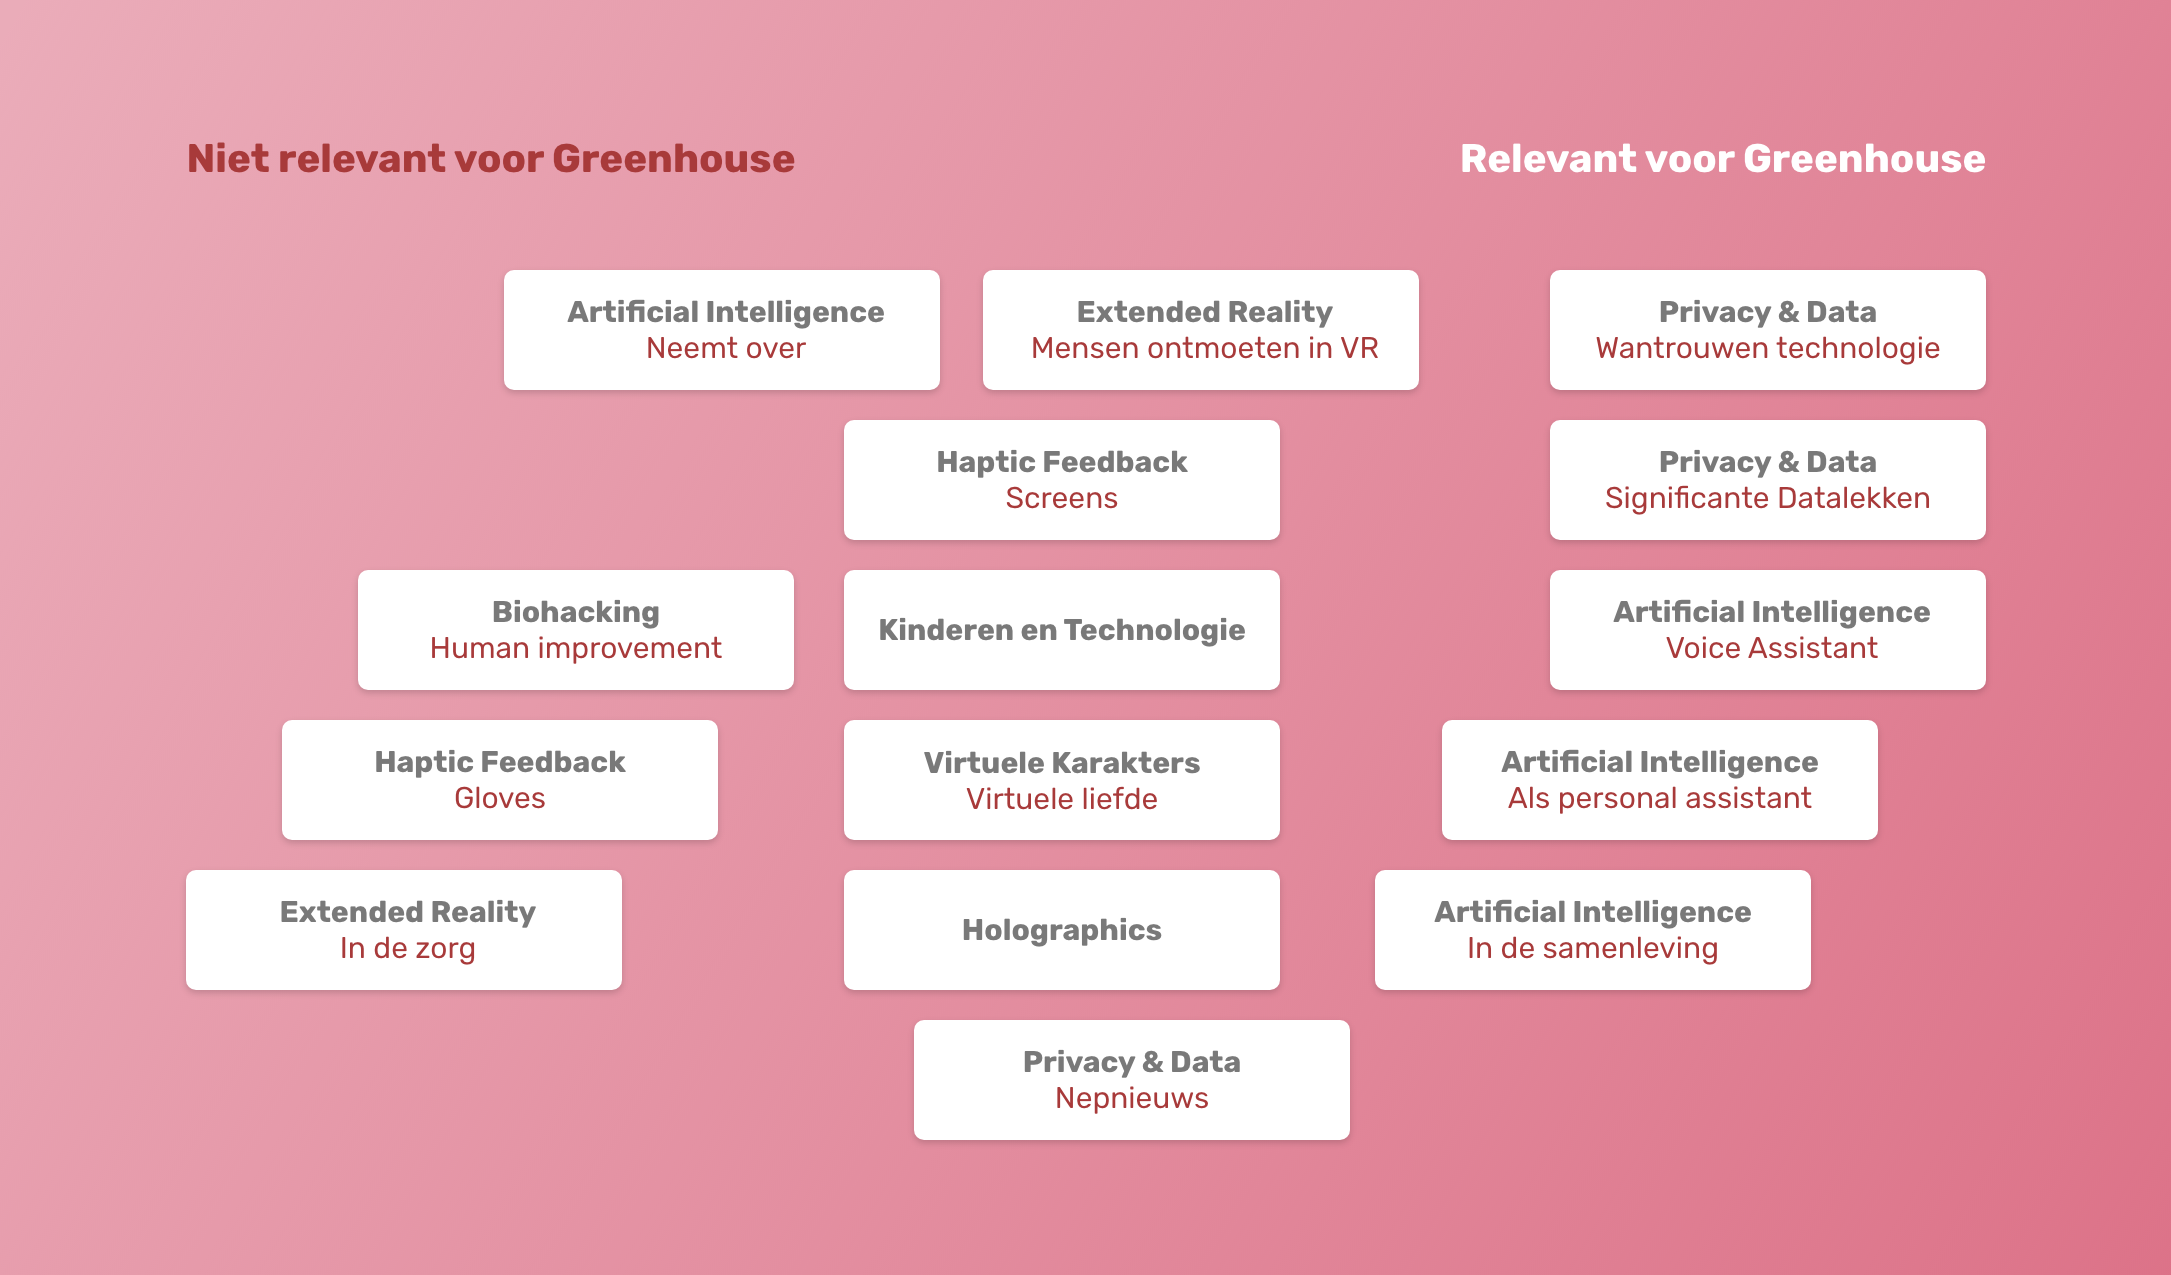 Niet relevant voor Greenhouse
Relevant voor Greenhouse
Artificial Intelligence
Neemt over
Extended Reality
Mensen ontmoeten in VR
Privacy & Data
Wantrouwen technologie
Haptic Feedback
Screens
Privacy & Data
Significante Datalekken
Biohacking
Human improvement
Kinderen en Technologie
Artificial Intelligence
Voice Assistant
Haptic Feedback
Gloves
Virtuele Karakters
Virtuele liefde
Artificial Intelligence
Als personal assistant
Extended Reality
In de zorg
Holographics
Artificial Intelligence
In de samenleving
Privacy & Data
Nepnieuws